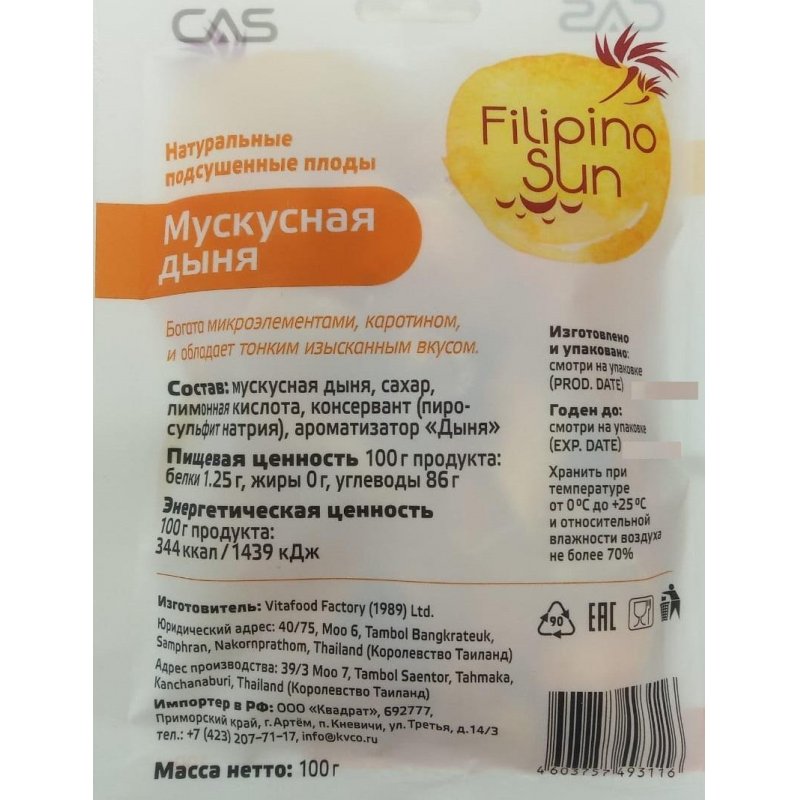 CAS
CAS
Filipino
Sun
Натуральные
подсушенные плоды
Мускусная
дыня
Богата микроэлементами, каротином,
и обладает тонким изысканным вкусом.
Состав: мускусная дыня, сахар,
лимонная кислота, консервант (пиро-
сульфит натрия), ароматизатор «Дыня»
Пищевая ценность 100 г продукта:
белки 1.25 г, жиры 0 г, углеводы 86 г
Энергетическая ценность
100 г продукта:
344 ккал / 1439 кДж
Изготовлено
и упаковано:
смотри на упаковке
(PROD. DATE)
Годен до:
смотри на упаковке
(EXP. DATE)
Хранить при
температуре
от 0 °C до +25 °C
и относительной
влажности воздуха
не более 70%
Изготовитель: Vitafood Factory (1989) Ltd.
Юридический адрес: 40/75, Moo 6, Tambol Bangkrateuk,
Samphran, Nakornprathom, Thailand (Королевство Таиланд)
Адрес производства: 39/3 Moo 7, Tambol Saentor, Tahmaka,
Kanchanaburi, Thailand (Королевство Таиланд)
Импортер в РФ: ООО «Квадрат», 692777,
Приморский край, г.Артём, п. Кневичи, ул. Третья, д.14/3
тел.: +7 (423) 207-71-17, info@kvco.ru
Масса нетто: 100 г
90
EAC
4603757493116